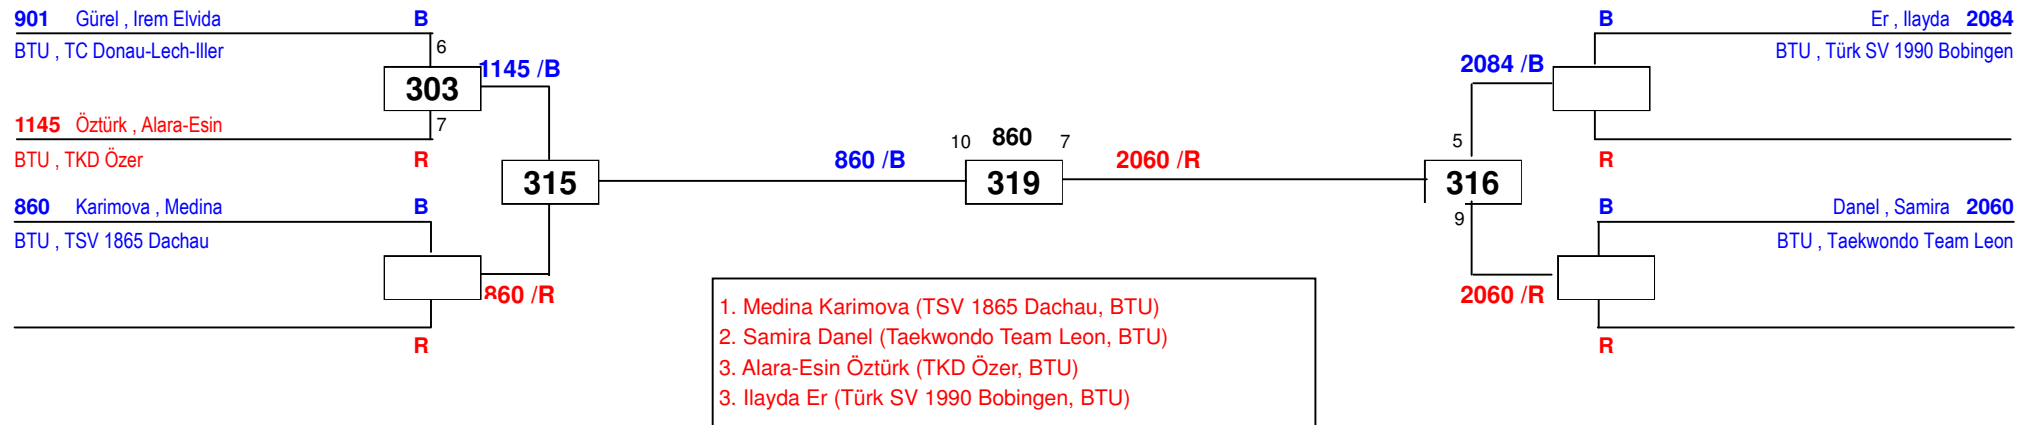 901 Gürel , Irem Elvida B
BTU , TC Donau-Lech-Iller
6
303
1145 /B
7
1145 Öztürk , Alara-Esin
BTU , TKD Özer R
315
860 Karimova , Medina B
BTU , TSV 1865 Dachau
860 /R
R
860 /B
10 860 7
319
2060 /R
B Er , Ilayda 2084
BTU , Türk SV 1990 Bobingen
2084 /B
R
5
316
9
B Danel , Samira 2060
BTU , Taekwondo Team Leon
2060 /R
R
1. Medina Karimova (TSV 1865 Dachau, BTU)
2. Samira Danel (Taekwondo Team Leon, BTU)
3. Alara-Esin Öztürk (TKD Özer, BTU)
3. Ilayda Er (Türk SV 1990 Bobingen, BTU)